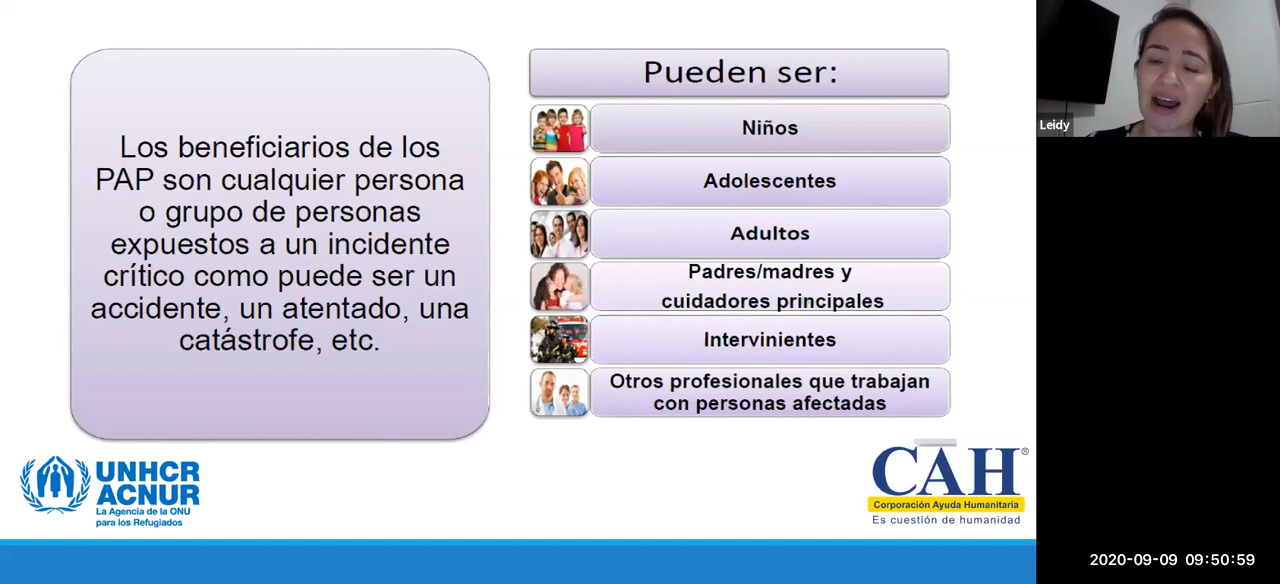 Los beneficiarios de los
PAP son cualquier persona
o grupo de personas
expuestos a un incidente
crítico como puede ser un
accidente, un atentado, una
catástrofe, etc.
Pueden ser:
Niños
Adolescentes
Adultos
Padres/madres y
cuidadores principales
Intervinientes
Otros profesionales que trabajan
con personas afectadas
UNHCR
ACNUR
La Agencia de la ONU
para los Refugiados
CAH®
Corporación Ayuda Humanitaria
Es cuestión de humanidad
Leidy
2020-09-09 09:50:59